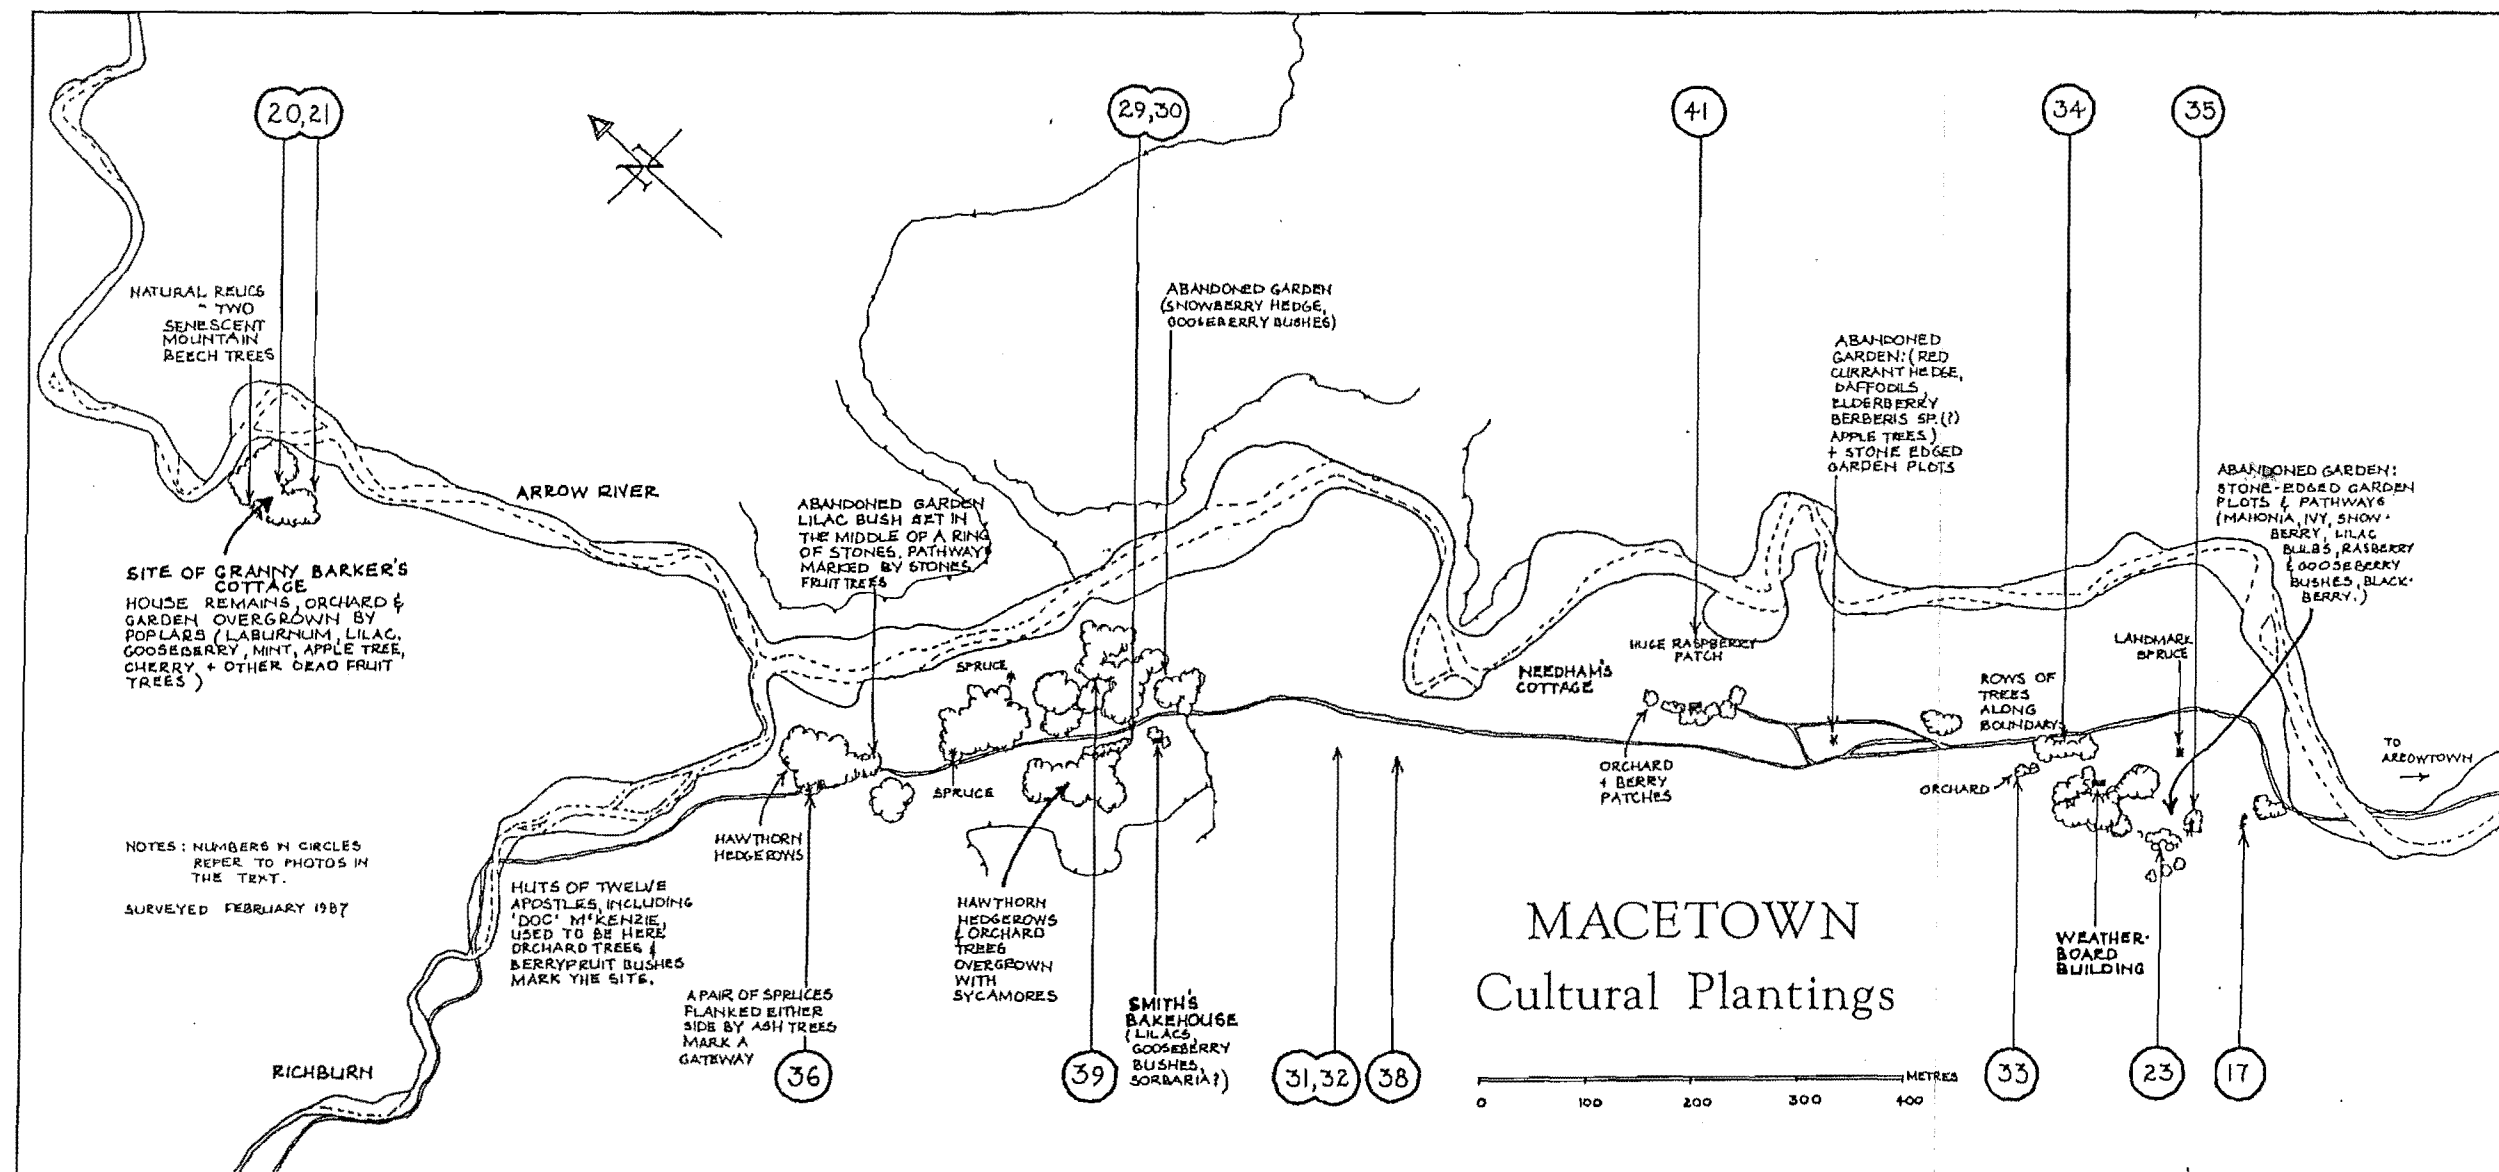 20,21
29,30
41
34
35
N
NATURAL RELICS
- TWO
SENESCENT
MOUNTAIN
BEECH TREES
ABANDONED GARDEN
(SNOWBERRY HEDGE,
GOOSEBERRY BUSHES)
ABANDONED
GARDEN: (RED
CURRANT HEDGE,
DAFFODILS,
ELDERBERRY
BERBERIS SP.(?)
APPLE TREES)
+ STONE EDGED
GARDEN PLOTS
ABANDONED GARDEN:
STONE-EDGED GARDEN
PLOTS & PATHWAYS
(MAHONIA, IVY, SNOW-
BERRY, LILAC
BULBS, RASBERRY
& GOOSEBERRY
BUSHES, BLACK-
BERRY.)
ARROW RIVER
ABANDONED GARDEN
LILAC BUSH SET IN
THE MIDDLE OF A RING
OF STONES, PATHWAYS
MARKED BY STONES,
FRUIT TREES
SITE OF GRANNY BARKER'S
COTTAGE
HOUSE REMAINS, ORCHARD &
GARDEN OVERGROWN BY
POPLARS (LABURNUM, LILAC,
GOOSEBERRY, MINT, APPLE TREE,
CHERRY, + OTHER DEAD FRUIT
TREES)
SPRUCE
NEEDHAM'S
COTTAGE
HUGE RASPBERRY
PATCH
LANDMARK
SPRUCE
ROWS OF
TREES
ALONG
BOUNDARY
TO
ARROWTOWN
SPRUCE
ORCHARD
+ BERRY
PATCHES
ORCHARD
HAWTHORN
HEDGEROWS
NOTES: NUMBERS IN CIRCLES
REFER TO PHOTOS IN
THE TEXT.
SURVEYED FEBRUARY 1987
HUTS OF TWELVE
APOSTLES, INCLUDING
'DOC' McKENZIE,
USED TO BE HERE
ORCHARD TREES &
BERRYFRUIT BUSHES
MARK THE SITE.
HAWTHORN
HEDGEROWS
& ORCHARD
TREES
OVERGROWN
WITH
SYCAMORES
MACETOWN
Cultural Plantings
WEATHER-
BOARD
BUILDING
A PAIR OF SPRUCES
FLANKED EITHER
SIDE BY ASH TREES
MARK A
GATEWAY
SMITH'S
BAKEHOUSE
(LILACS,
GOOSEBERRY
BUSHES,
SORBARIA?)
RICHBURN
36
39
31,32
38
33
23
17
METRES
0 100 200 300 400